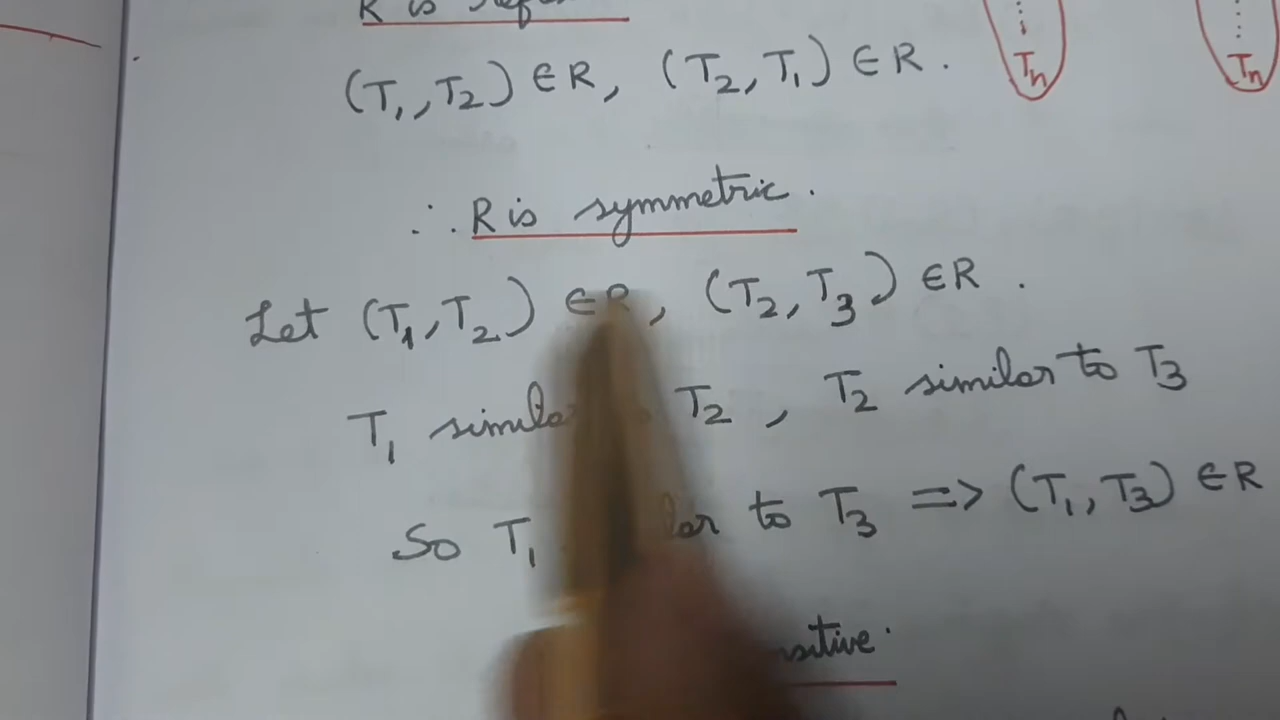 R is
(T₁, T₂) ∈ R, (T₂, T₁) ∈ R.
Tn
Tn
∴ R is symmetric.
Let (T₁, T₂) ∈ R, (T₂, T₃) ∈ R.
T₁ T₂, T₂ similar to T₃
So T₁ to T₃ => (T₁, T₃) ∈ R